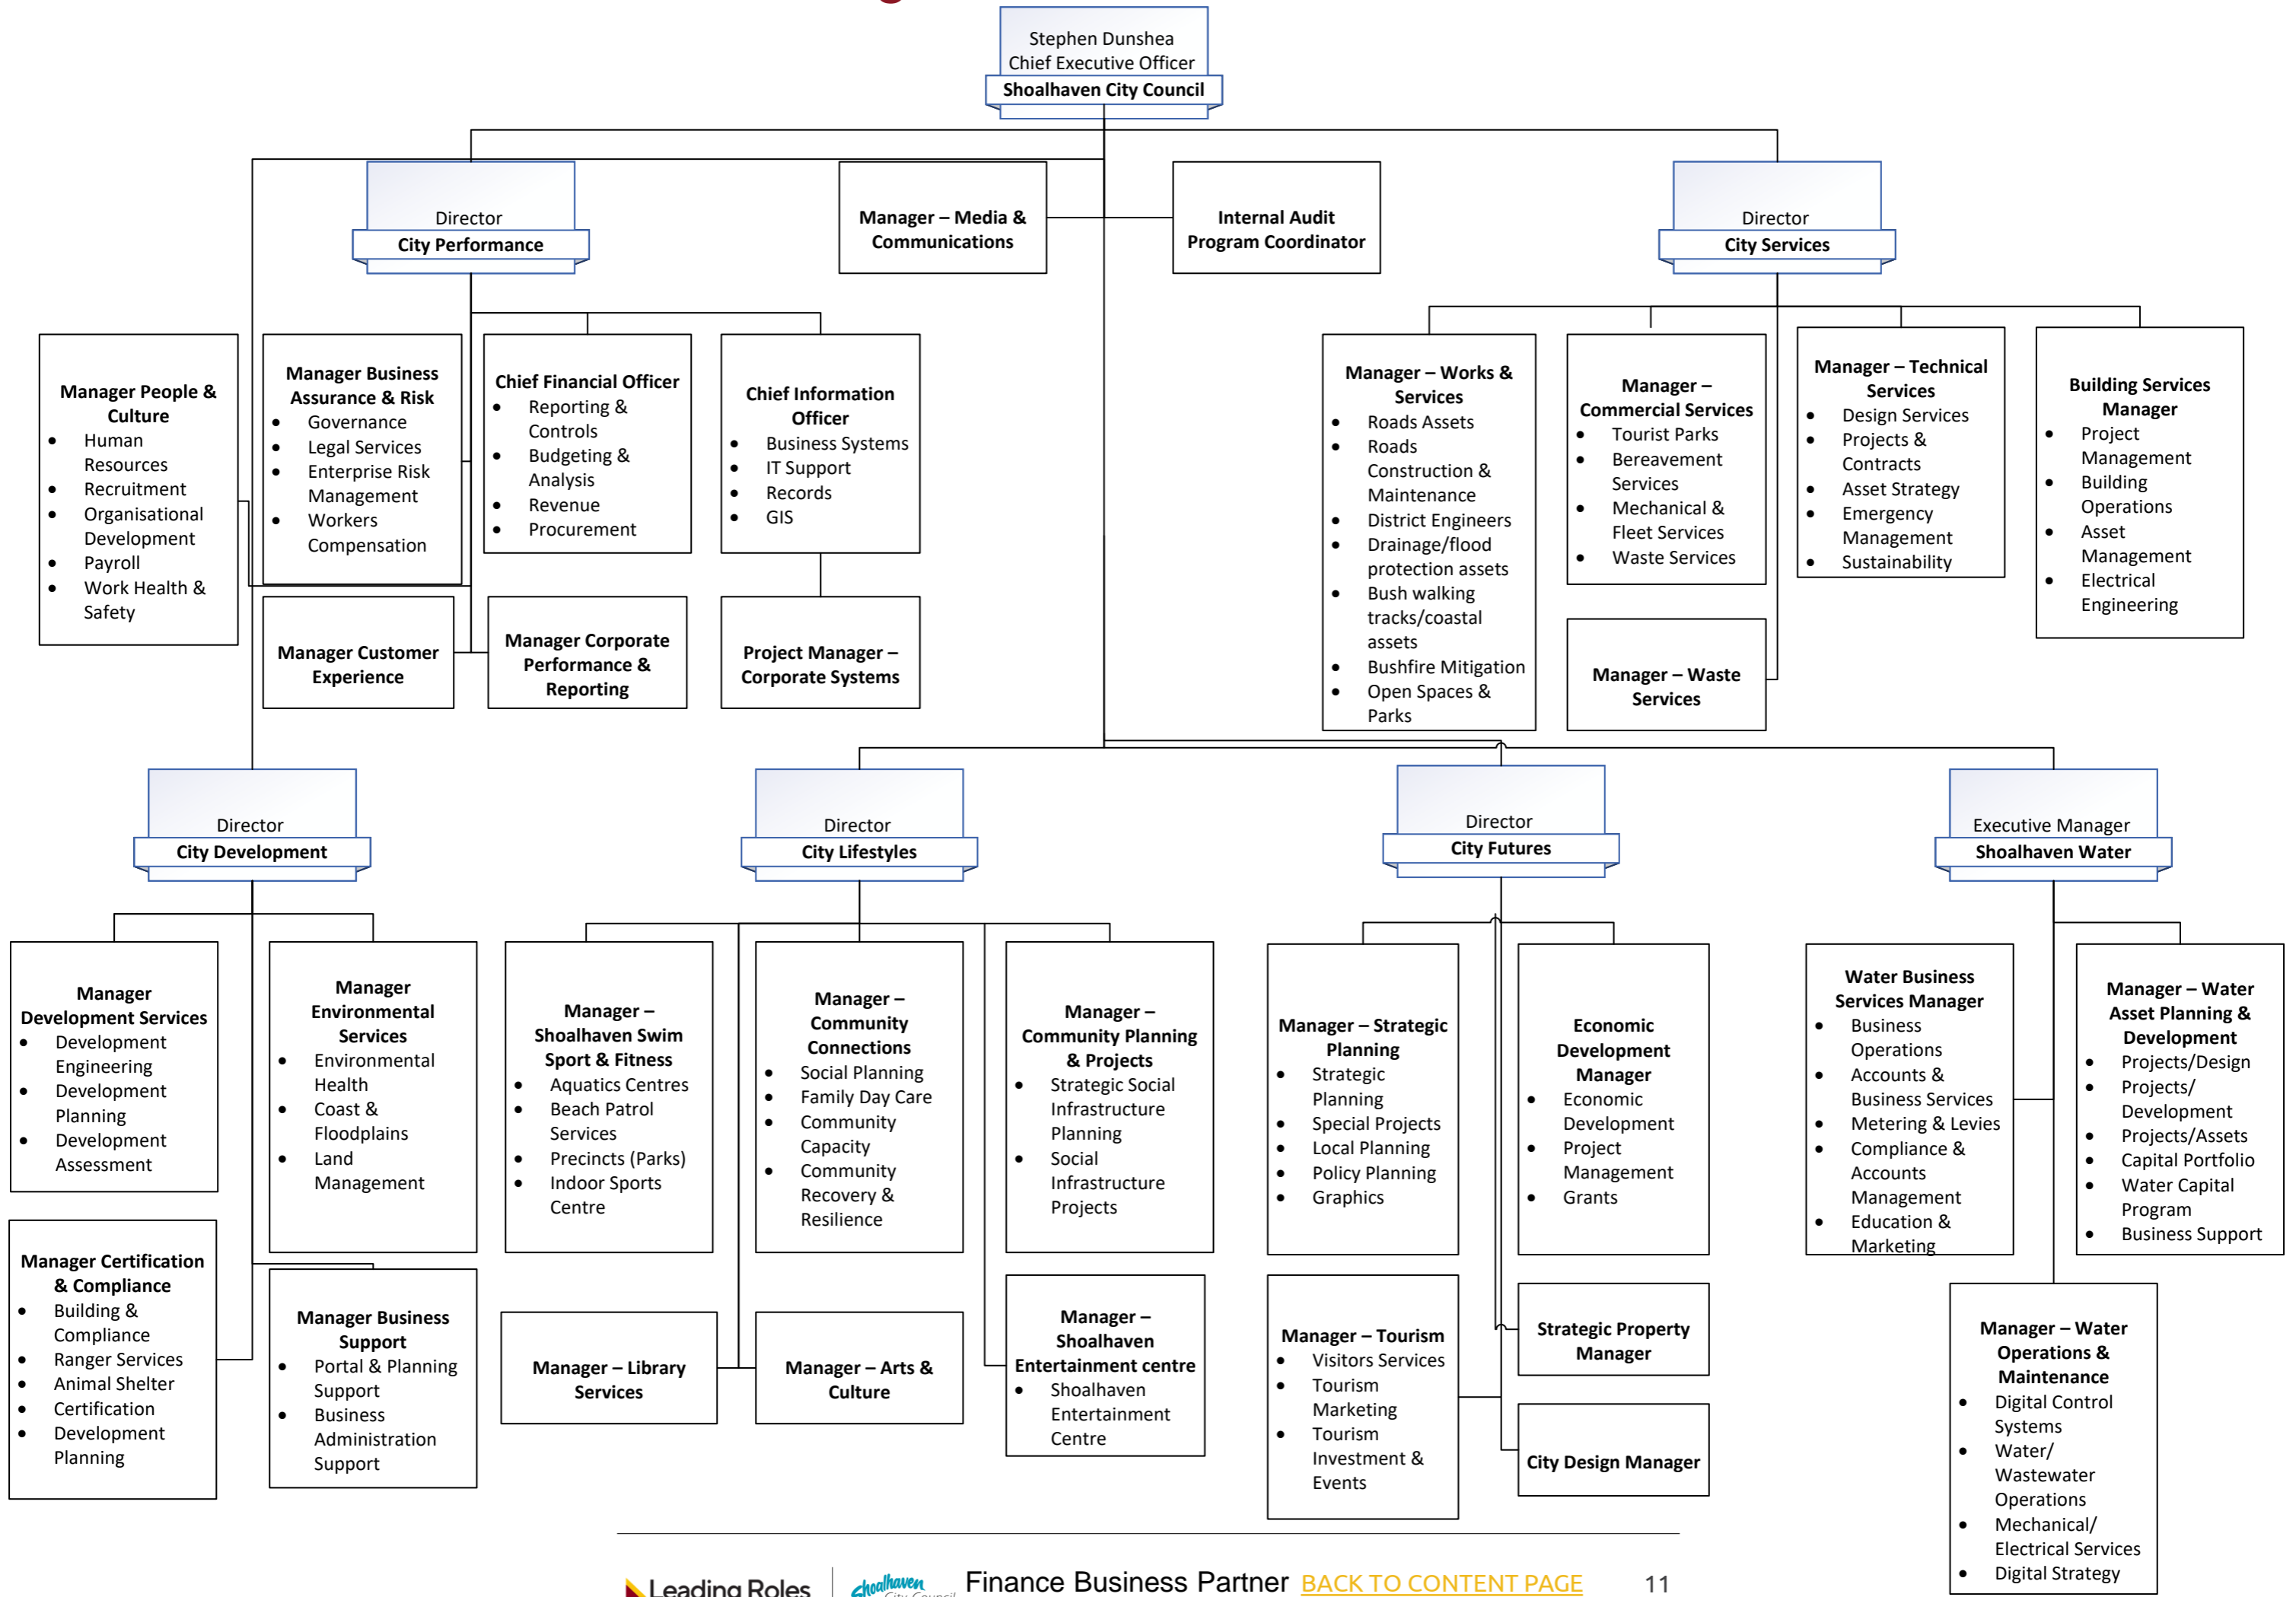 Stephen Dunshea
Chief Executive Officer
Shoalhaven City Council
Director
City Performance
Manager – Media &
Communications
Internal Audit
Program Coordinator
Director
City Services
Manager People &
Culture
• Human
Resources
• Recruitment
• Organisational
Development
• Payroll
• Work Health &
Safety
Manager Business
Assurance & Risk
• Governance
• Legal Services
• Enterprise Risk
Management
• Workers
Compensation
Chief Financial Officer
• Reporting &
Controls
• Budgeting &
Analysis
• Revenue
• Procurement
Chief Information
Officer
• Business Systems
• IT Support
• Records
• GIS
Manager – Works &
Services
• Roads Assets
• Roads
Construction &
Maintenance
• District Engineers
• Drainage/flood
protection assets
• Bush walking
tracks/coastal
assets
• Bushfire Mitigation
• Open Spaces &
Parks
Manager –
Commercial Services
• Tourist Parks
• Bereavement
Services
• Mechanical &
Fleet Services
• Waste Services
Manager – Technical
Services
• Design Services
• Projects &
Contracts
• Asset Strategy
• Emergency
Management
• Sustainability
Building Services
Manager
• Project
Management
• Building
Operations
• Asset
Management
• Electrical
Engineering
Manager Customer
Experience
Manager Corporate
Performance &
Reporting
Project Manager –
Corporate Systems
Manager – Waste
Services
Director
City Development
Director
City Lifestyles
Director
City Futures
Executive Manager
Shoalhaven Water
Manager
Development Services
• Development
Engineering
• Development
Planning
• Development
Assessment
Manager
Environmental
Services
• Environmental
Health
• Coast &
Floodplains
• Land
Management
Manager –
Shoalhaven Swim
Sport & Fitness
• Aquatics Centres
• Beach Patrol
Services
• Precincts (Parks)
• Indoor Sports
Centre
Manager –
Community
Connections
• Social Planning
• Family Day Care
• Community
Capacity
• Community
Recovery &
Resilience
Manager –
Community Planning
& Projects
• Strategic Social
Infrastructure
Planning
• Social
Infrastructure
Projects
Manager – Strategic
Planning
• Strategic
Planning
• Special Projects
• Local Planning
• Policy Planning
• Graphics
Economic
Development
Manager
• Economic
Development
• Project
Management
• Grants
Water Business
Services Manager
• Business
Operations
• Accounts &
Business Services
• Metering & Levies
• Compliance &
Accounts
Management
• Education &
Marketing
Manager – Water
Asset Planning &
Development
• Projects/Design
• Projects/
Development
• Projects/Assets
• Capital Portfolio
• Water Capital
Program
• Business Support
Manager Certification
& Compliance
• Building &
Compliance
• Ranger Services
• Animal Shelter
• Certification
• Development
Planning
Manager Business
Support
• Portal & Planning
Support
• Business
Administration
Support
Manager – Library
Services
Manager – Arts &
Culture
Manager –
Shoalhaven
Entertainment centre
• Shoalhaven
Entertainment
Centre
Manager – Tourism
• Visitors Services
• Tourism
Marketing
• Tourism
Investment &
Events
Strategic Property
Manager
City Design Manager
Manager – Water
Operations &
Maintenance
• Digital Control
Systems
• Water/
Wastewater
Operations
• Mechanical/
Electrical Services
• Digital Strategy
Leading Roles
Shoalhaven
City Council
Finance Business Partner BACK TO CONTENT PAGE 11